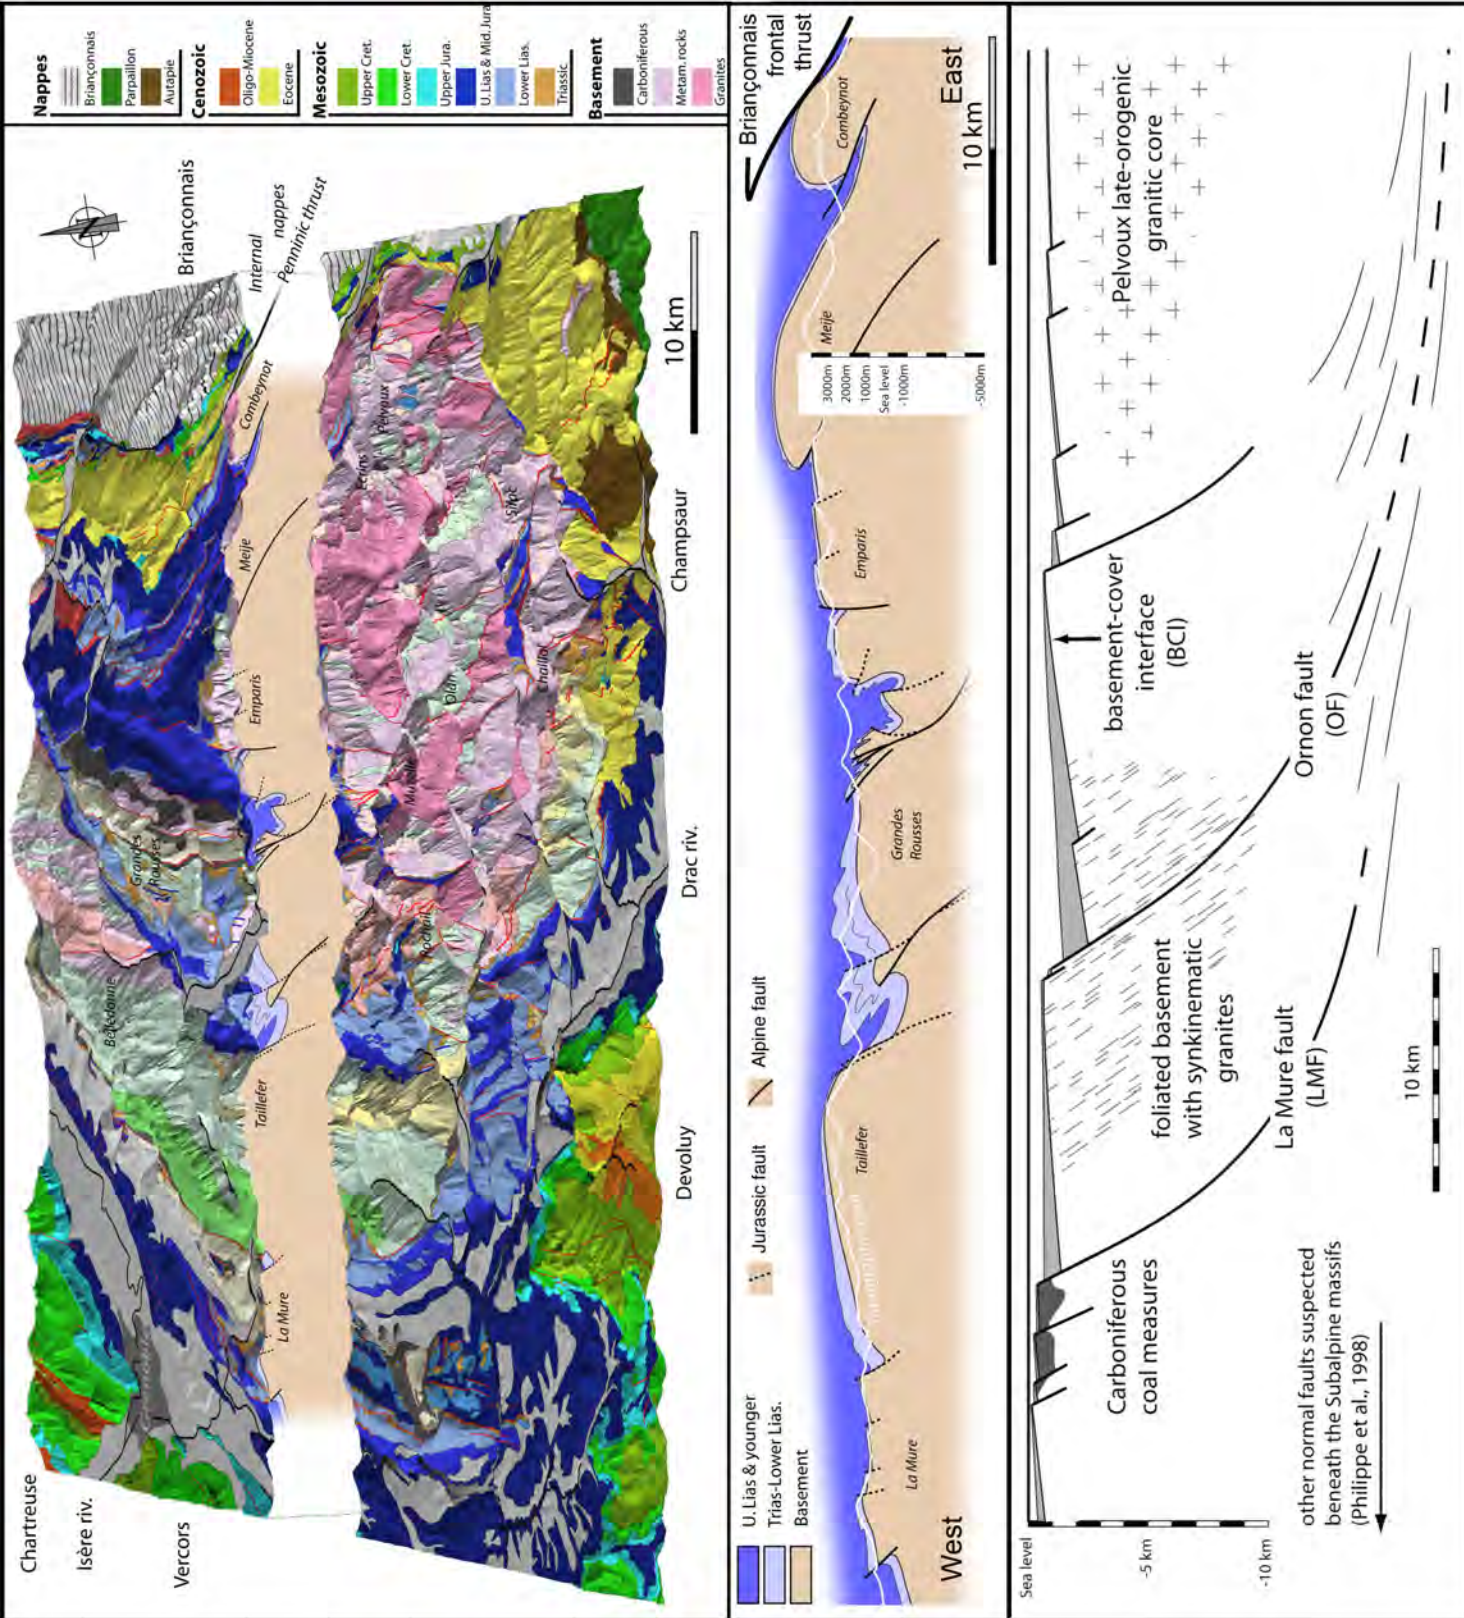 Nappes
Briançonnais
Parpaillon
Autapie
Cenozoic
Oligo-Miocene
Eocene
Mesozoic
Upper Cret.
Lower Cret.
Upper Jura.
U. Lias & Mid. Jura
Lower Lias.
Triassic
Basement
Carboniferous
Metam. rocks
Granites
Chartreuse
Isère riv.
Vercors
Briançonnais
Internal
nappes
Penninic thrust
N
Belledonne
Grandes
Rousses
La Mure
Taillefer
Emparis
Meije
Combeynot
Rochail
Muzelle
Olan
Chaillol
Sirac
Ecrins
Pelvoux
Devoluy
Drac riv.
Champsaur
10 km
U. Lias & younger
Trias-Lower Lias.
Basement
Jurassic fault
Alpine fault
Briançonnais
frontal
thrust
West
La Mure
Taillefer
Grandes
Rousses
Emparis
Meije
Combeynot
3000m
2000m
1000m
Sea level
-1000m
-5000m
East
10 km
Sea level
-5 km
-10 km
Carboniferous
coal measures
foliated basement
with synkinematic
granites
basement-cover
interface
(BCI)
Pelvoux late-orogenic
granitic core
La Mure fault
(LMF)
Ornon fault
(OF)
other normal faults suspected
beneath the Subalpine massifs
(Philippe et al., 1998)
10 km